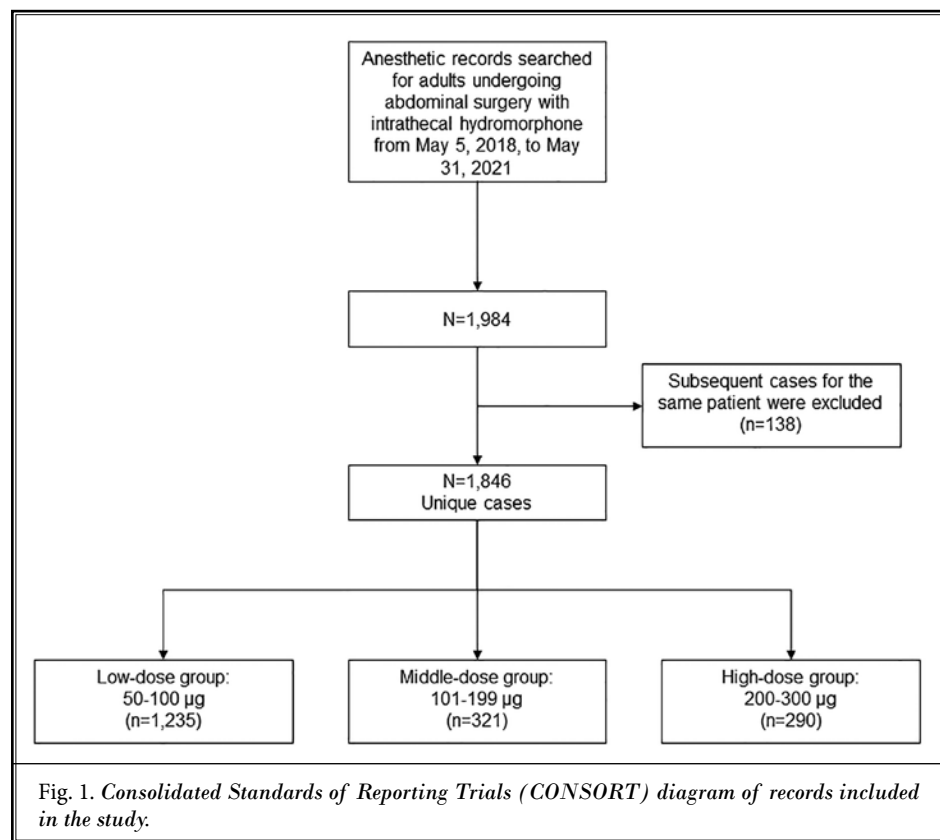 Anesthetic records searched
for adults undergoing
abdominal surgery with
intrathecal hydromorphone
from May 5, 2018, to May
31, 2021
N=1,984
Subsequent cases for the
same patient were excluded
(n=138)
N=1,846
Unique cases
Low-dose group:
50-100 µg
(n=1,235)
Middle-dose group:
101-199 µg
(n=321)
High-dose group:
200-300 µg
(n=290)
Fig. 1. Consolidated Standards of Reporting Trials (CONSORT) diagram of records included
in the study.